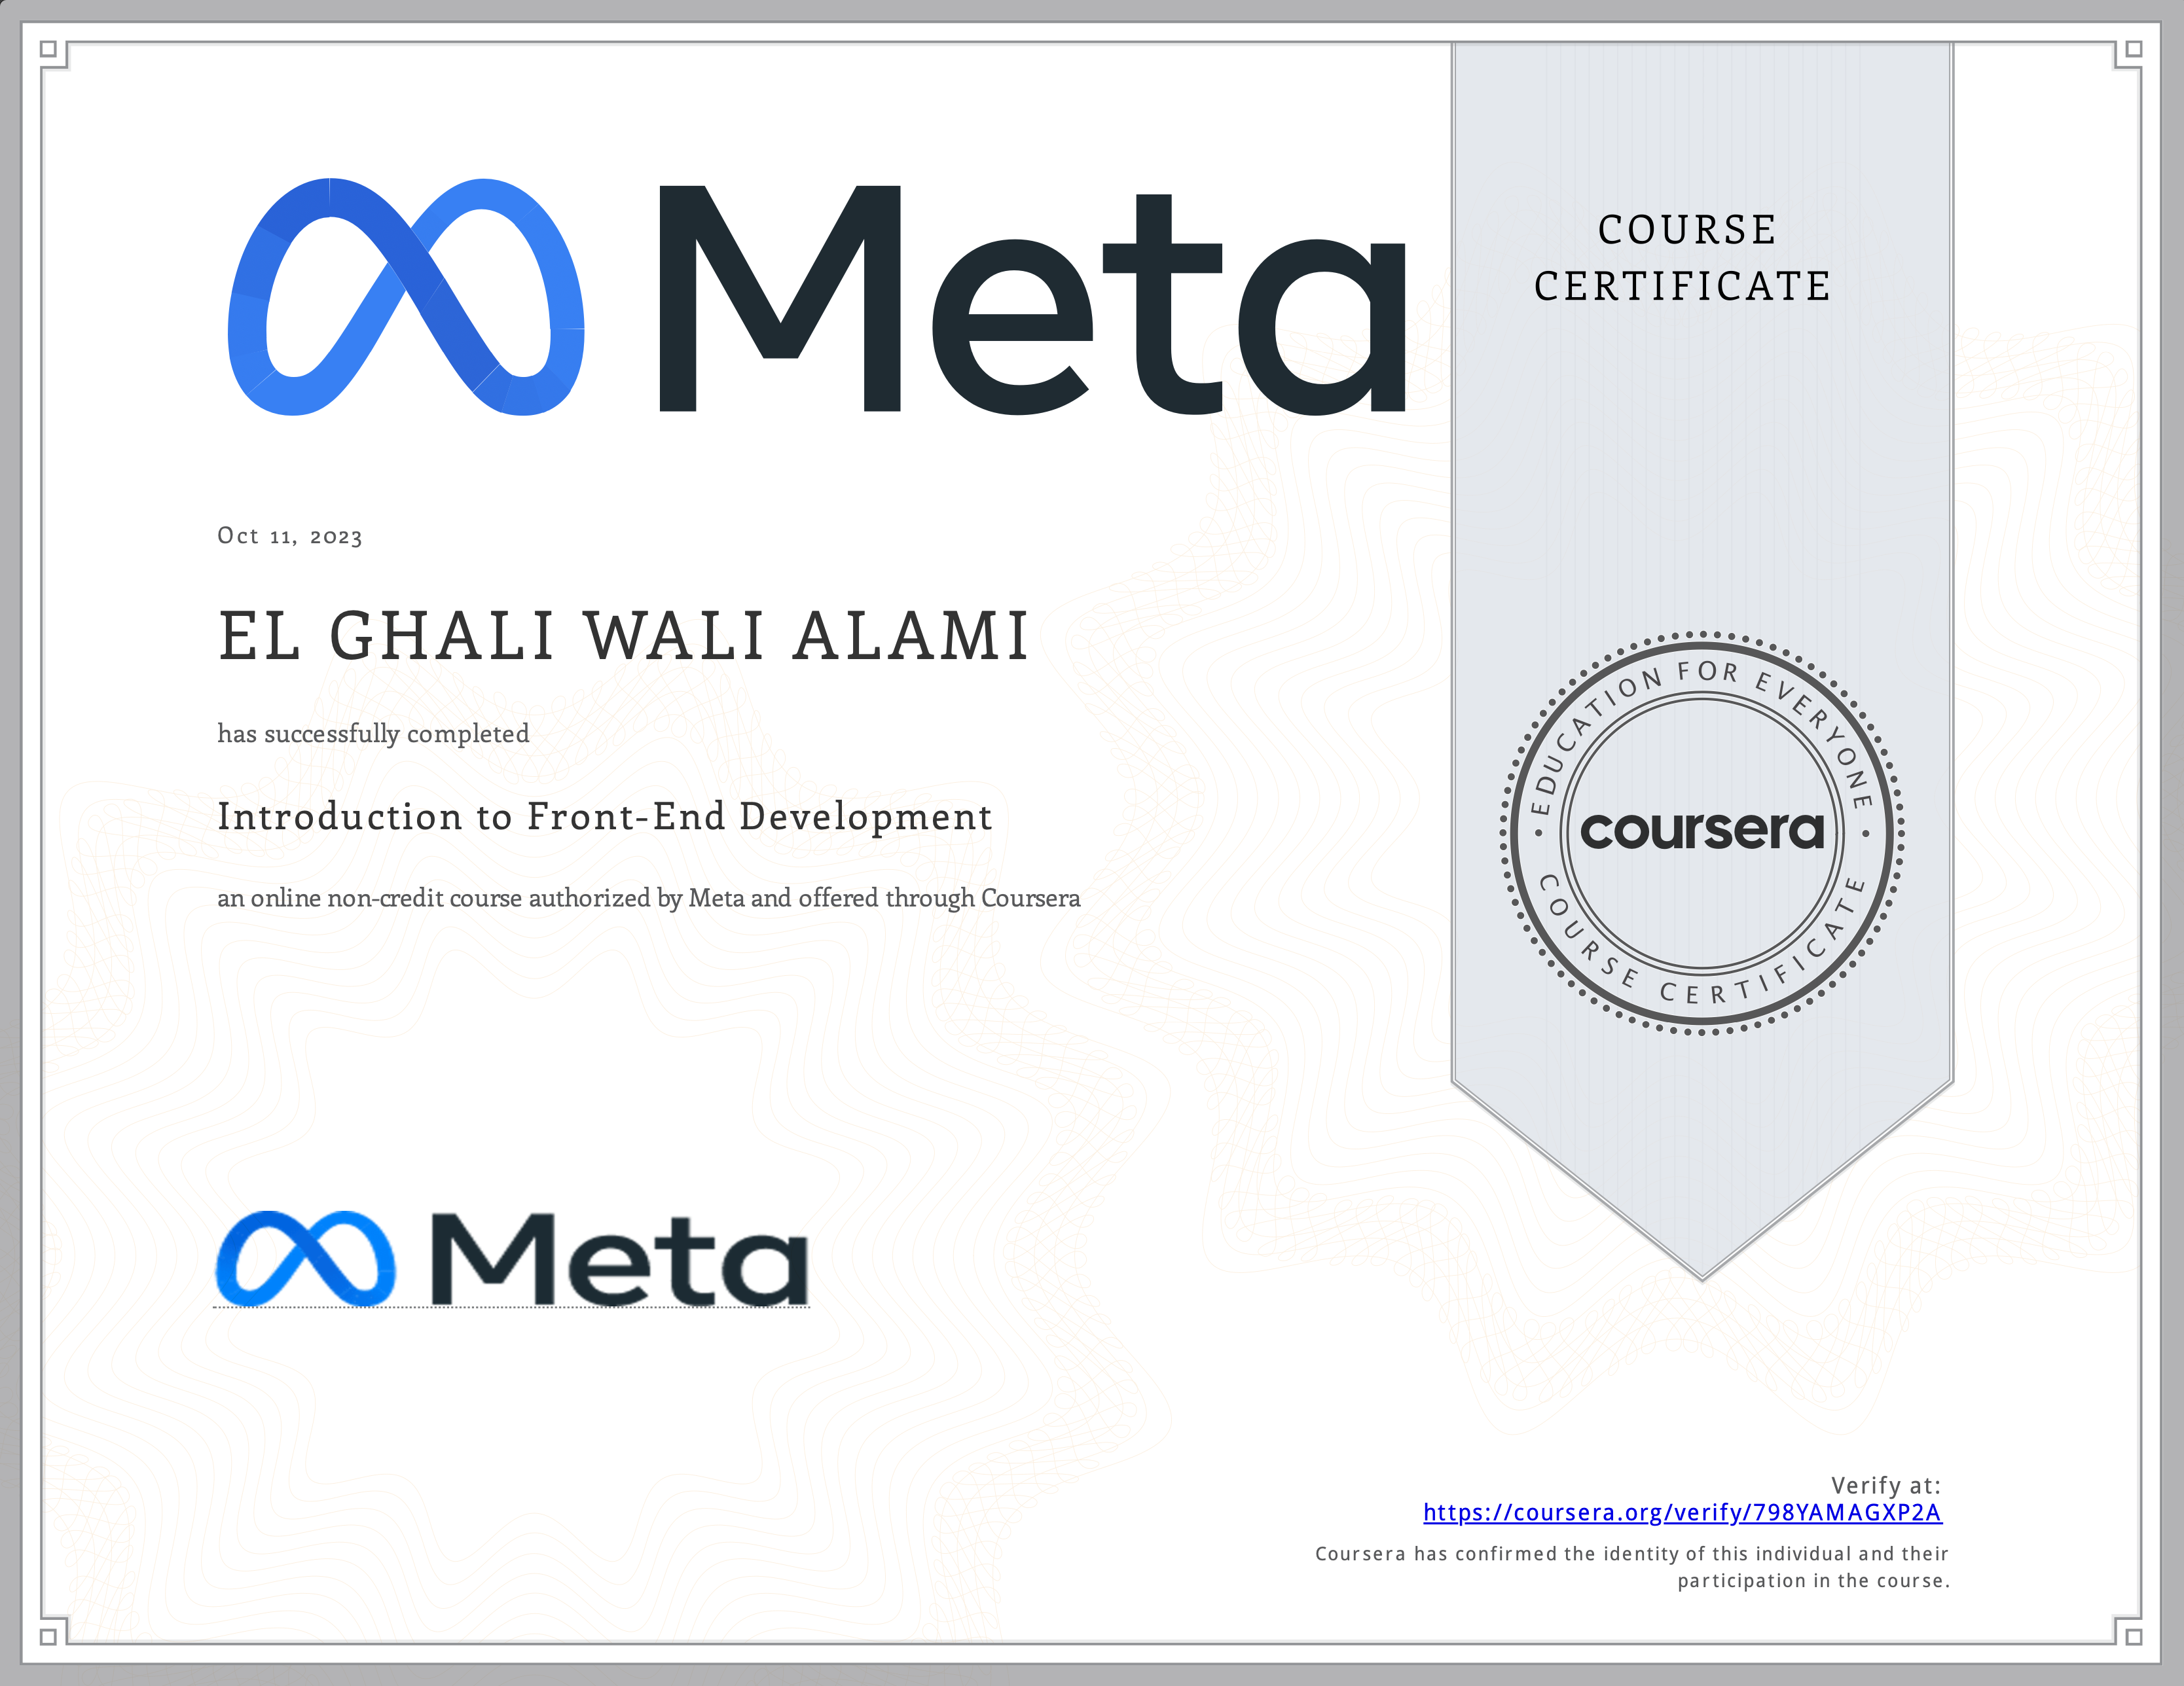 Meta
COURSE
CERTIFICATE
Oct 11, 2023
EL GHALI WALI ALAMI
has successfully completed
Introduction to Front-End Development
an online non-credit course authorized by Meta and offered through Coursera
EDUCATION FOR EVERYONE
coursera
COURSE CERTIFICATE
Meta
Verify at:
https://coursera.org/verify/798YAMAGXP2A
Coursera has confirmed the identity of this individual and their
participation in the course.